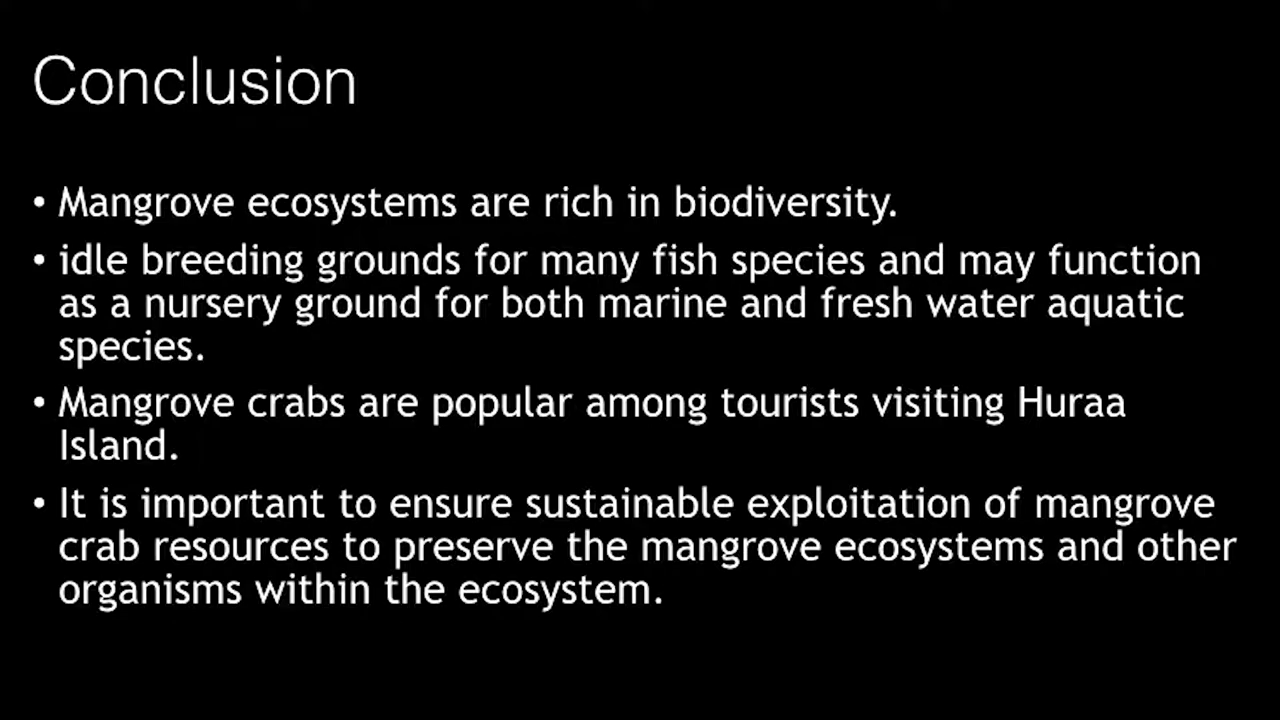 Conclusion
• Mangrove ecosystems are rich in biodiversity.
• idle breeding grounds for many fish species and may function
as a nursery ground for both marine and fresh water aquatic
species.
• Mangrove crabs are popular among tourists visiting Huraa
Island.
• It is important to ensure sustainable exploitation of mangrove
crab resources to preserve the mangrove ecosystems and other
organisms within the ecosystem.